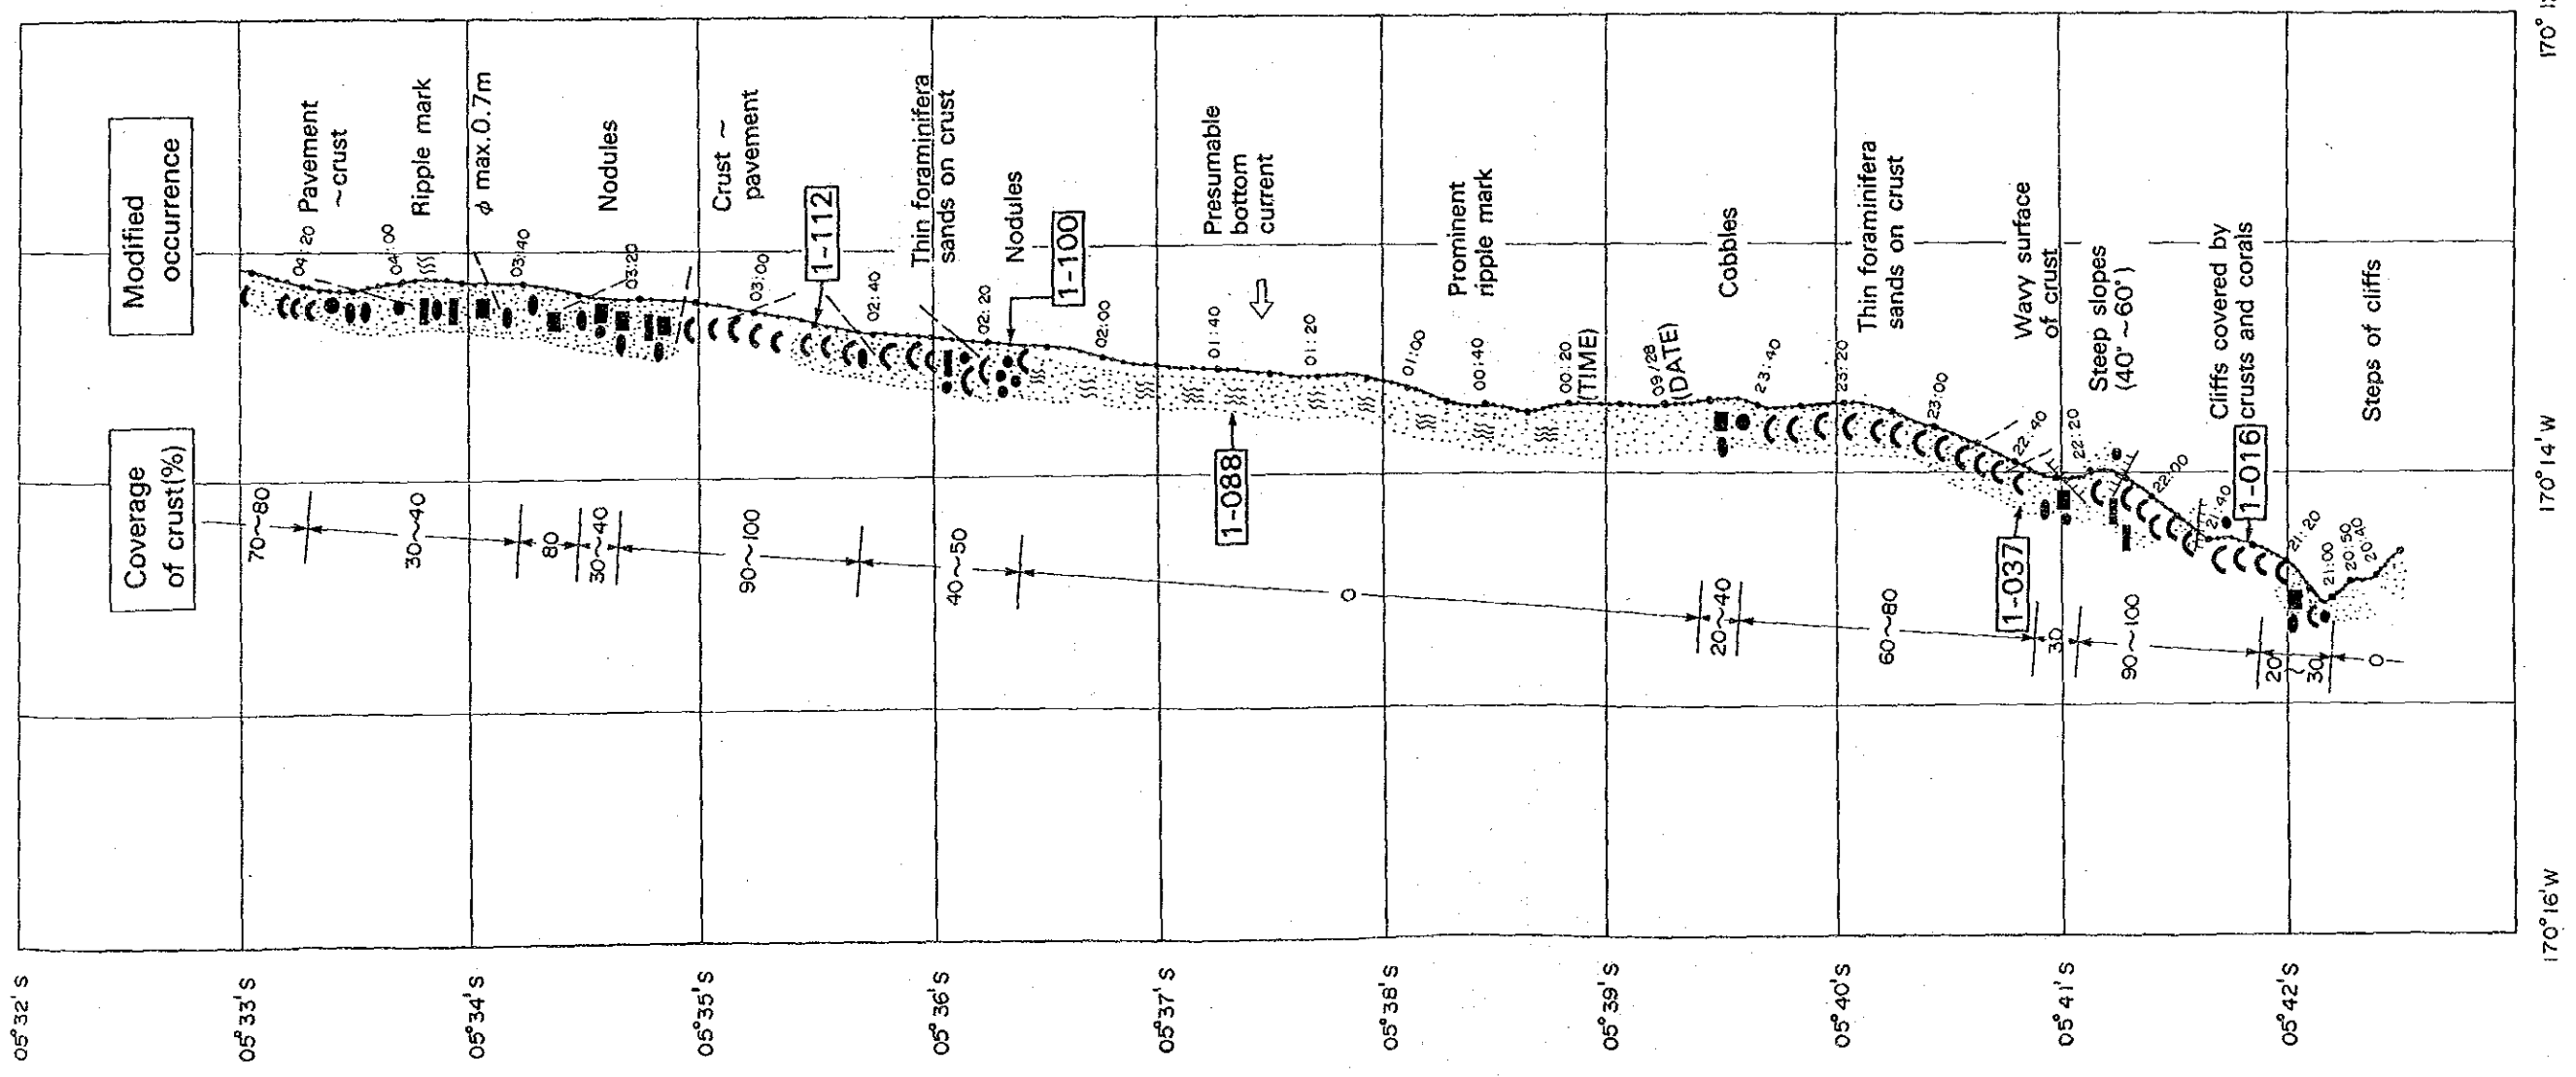 Coverage
of crust(%)
Modified
occurrence
70~80
30~40
80
30~40
90~100
40~50
0
20~40
60~80
30
90~100
20~30
0
04:20
04:00
03:40
03:20
03:00
02:40
02:20
02:00
01:40
01:20
01:00
00:40
00:20
(TIME)
09/28
(DATE)
23:40
23:20
23:00
22:40
22:20
22:00
21:40
21:20
21:00
20:50
20:40
Pavement
~crust
Ripple mark
φ max.0.7m
Nodules
Crust ~
pavement
1-112
Thin foraminifera
sands on crust
Nodules
1-100
Presumable
bottom
current
1-088
Prominent
ripple mark
Cobbles
Thin foraminifera
sands on crust
Wavy surface
of crust
1-037
Steep slopes
(40°~60°)
Cliffs covered by
crusts and corals
1-016
Steps of cliffs
05°32'S
05°33'S
05°34'S
05°35'S
05°36'S
05°37'S
05°38'S
05°39'S
05°40'S
05°41'S
05°42'S
170°16'W
170°14'W
170°